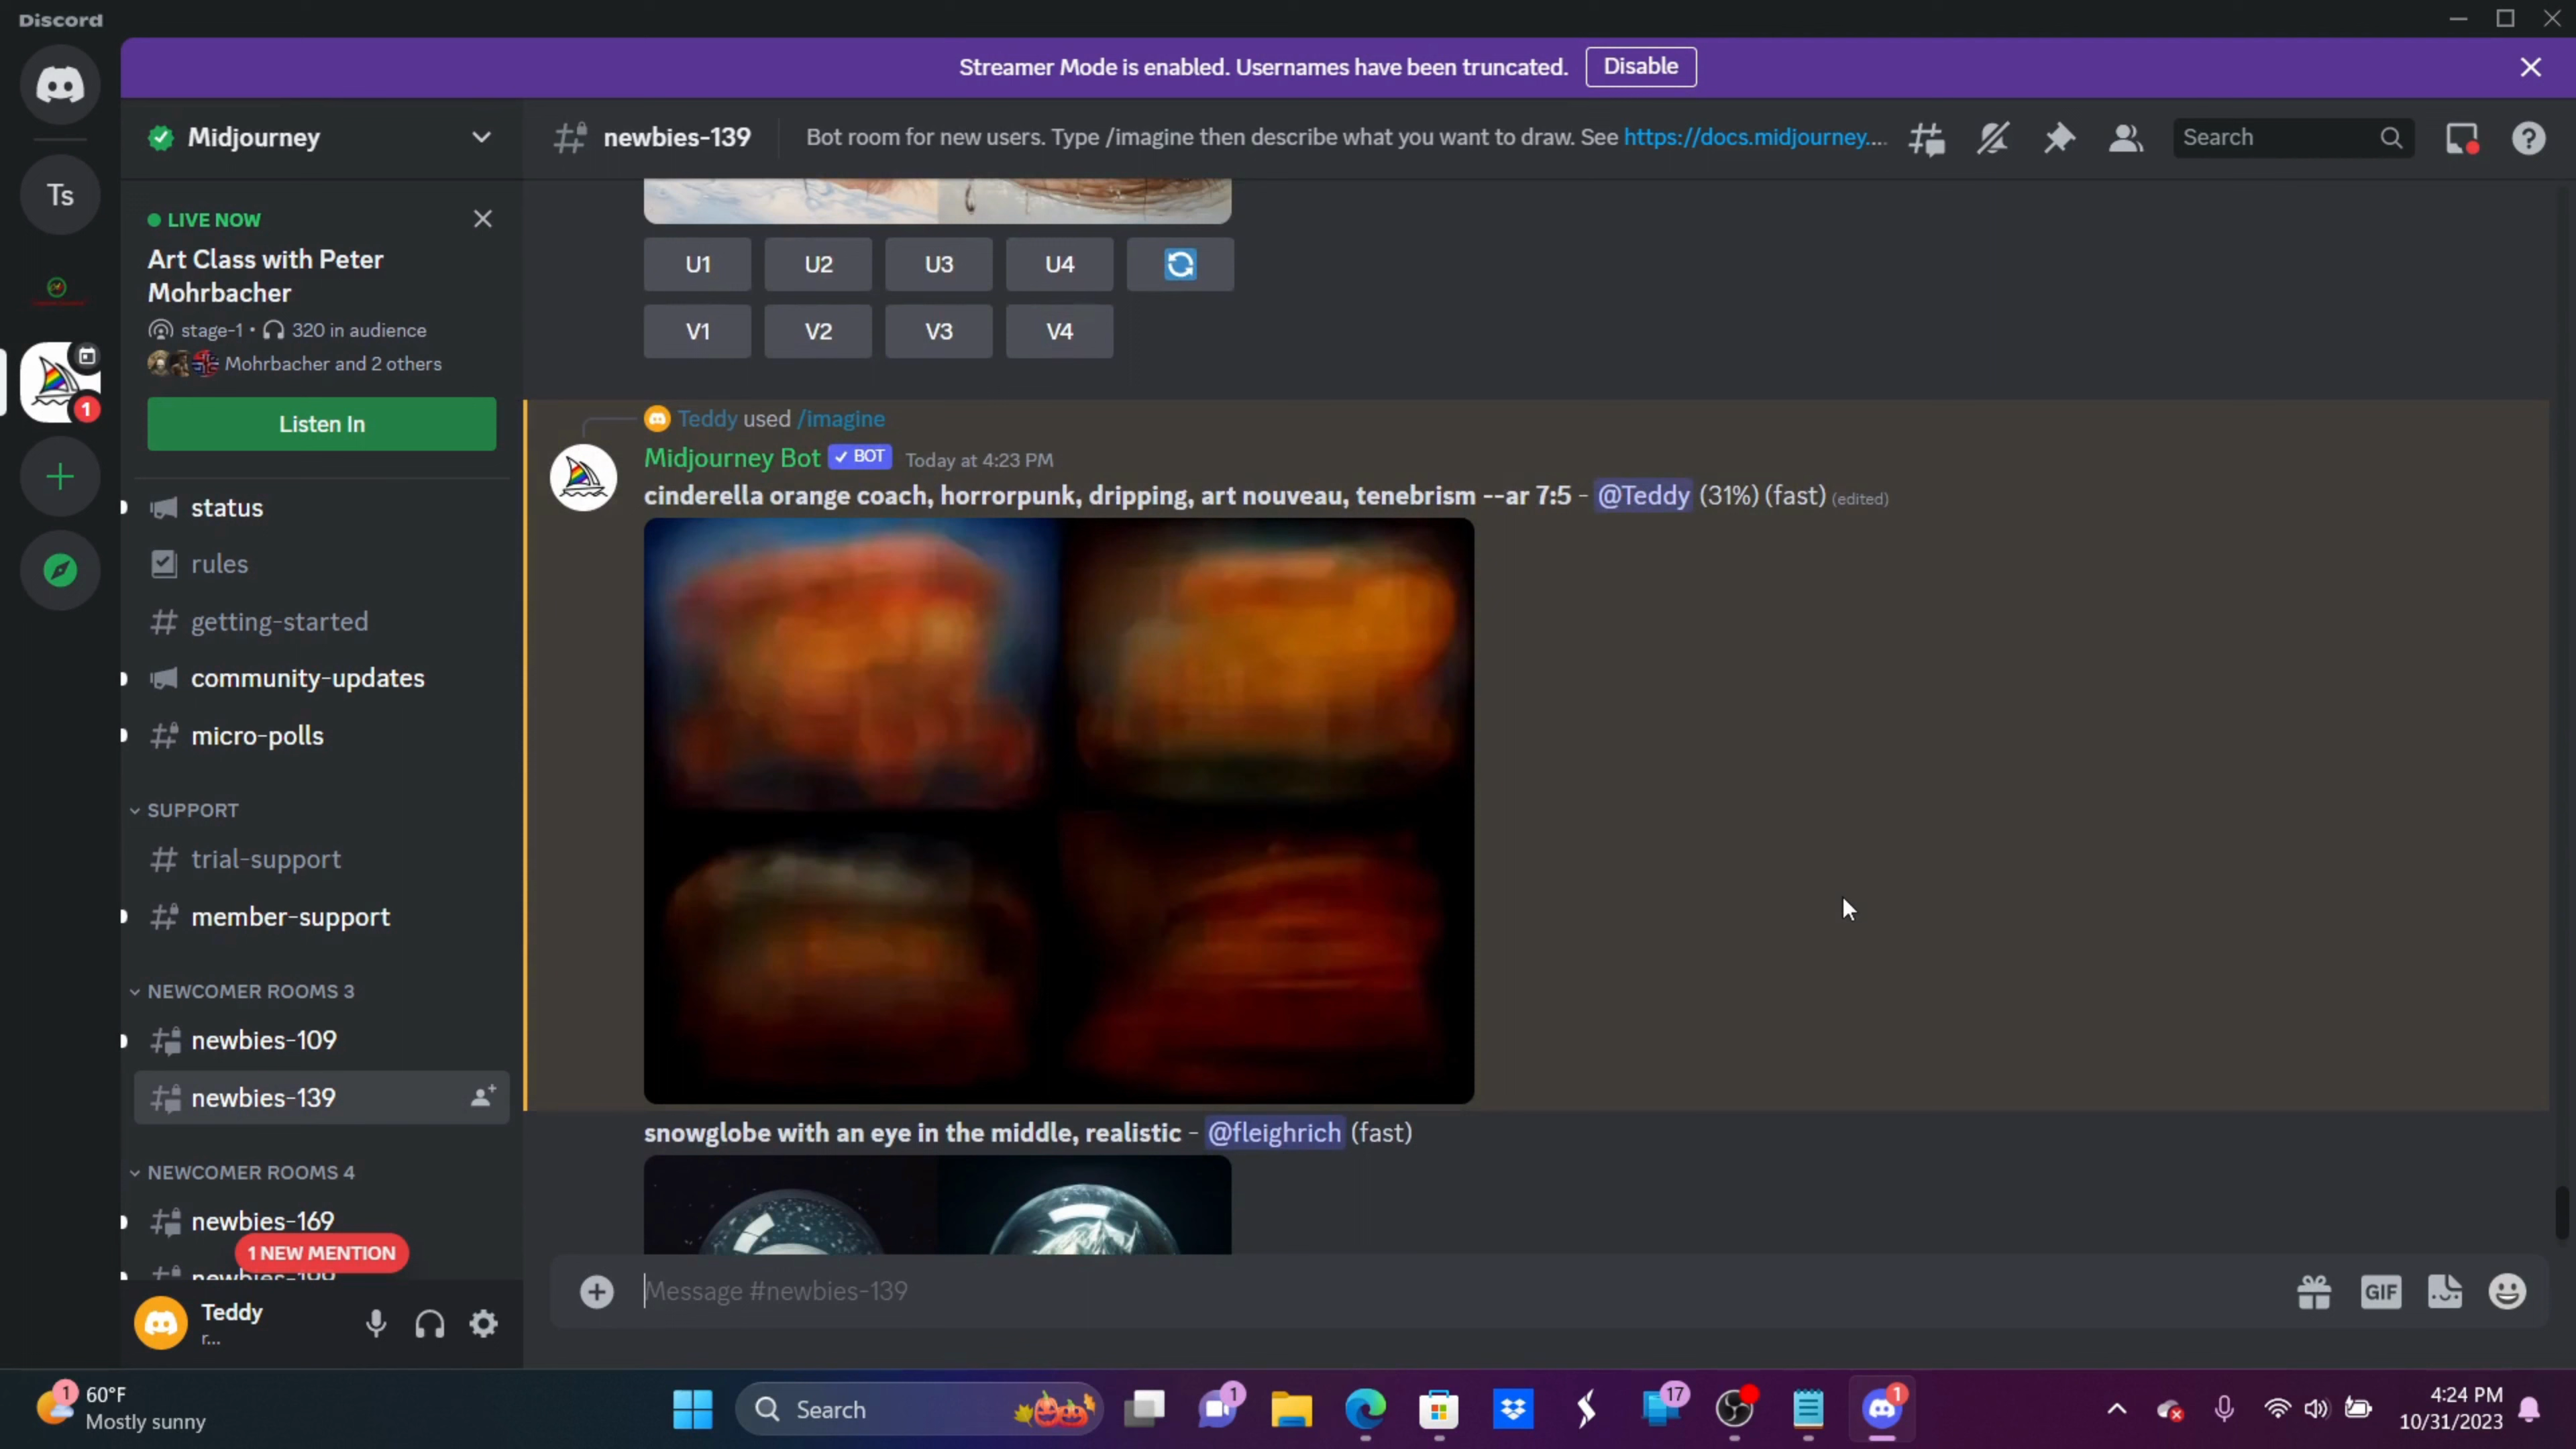 Discord
Streamer Mode is enabled. Usernames have been truncated. Disable
Ts
1
Midjourney
LIVE NOW
Art Class with Peter
Mohrbacher
stage-1 • 320 in audience
Mohrbacher and 2 others
Listen In
status
rules
getting-started
community-updates
micro-polls
SUPPORT
trial-support
member-support
NEWCOMER ROOMS 3
newbies-109
newbies-139
NEWCOMER ROOMS 4
newbies-169
1 NEW MENTION
newbies-199
Teddy
r...
newbies-139 Bot room for new users. Type /imagine then describe what you want to draw. See https://docs.midjourney.... Search
U1 U2 U3 U4
V1 V2 V3 V4
Teddy used /imagine
Midjourney Bot BOT Today at 4:23 PM
cinderella orange coach, horrorpunk, dripping, art nouveau, tenebrism --ar 7:5 - @Teddy (31%) (fast) (edited)
snowglobe with an eye in the middle, realistic - @fleighrich (fast)
Message #newbies-139 GIF
1 60°F
Mostly sunny
Search
1
17
1
4:24 PM
10/31/2023